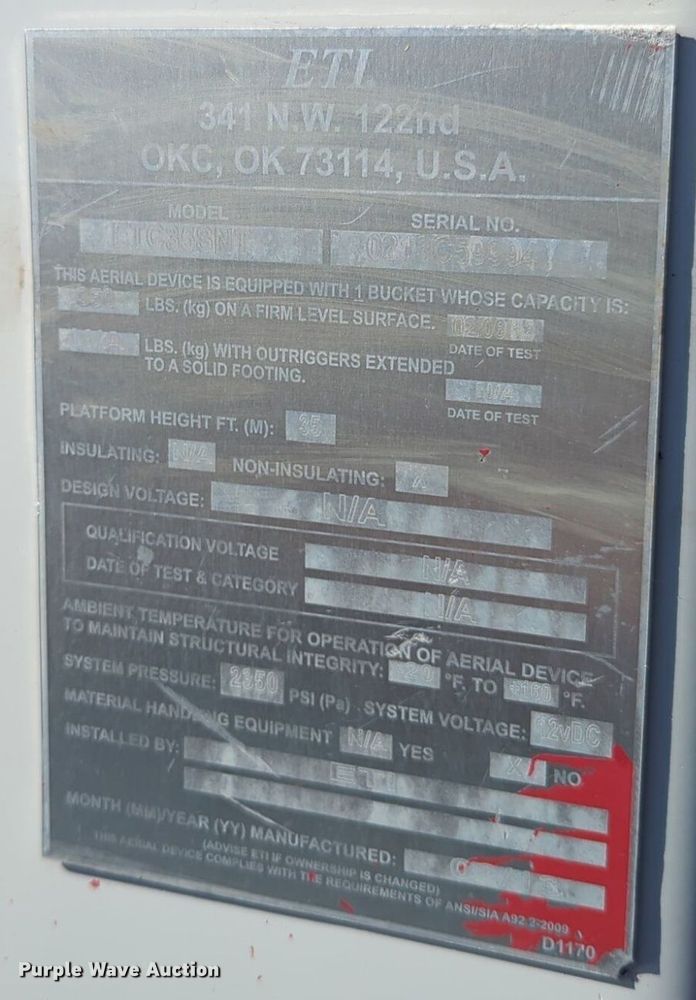 ETI
341 N.W. 122nd
OKC, OK 73114, U.S.A.
MODEL SERIAL NO.
ETC35SNT
THIS AERIAL DEVICE IS EQUIPPED WITH 1 BUCKET WHOSE CAPACITY IS:
LBS. (kg) ON A FIRM LEVEL SURFACE.
DATE OF TEST
N/A LBS. (kg) WITH OUTRIGGERS EXTENDED
TO A SOLID FOOTING. N/A
DATE OF TEST
PLATFORM HEIGHT FT. (M): 35
INSULATING: N/A NON-INSULATING: X
DESIGN VOLTAGE: N/A
QUALIFICATION VOLTAGE N/A
DATE OF TEST & CATEGORY N/A
AMBIENT TEMPERATURE FOR OPERATION OF AERIAL DEVICE
TO MAINTAIN STRUCTURAL INTEGRITY: °F. TO °F.
SYSTEM PRESSURE: 2350 PSI (Pa) SYSTEM VOLTAGE: 12vDC
MATERIAL HANDLING EQUIPMENT N/A YES X NO
INSTALLED BY: ETI
MONTH (MM)/YEAR (YY) MANUFACTURED:
(ADVISE ETI IF OWNERSHIP IS CHANGED)
THIS AERIAL DEVICE COMPLIES WITH THE REQUIREMENTS OF ANSI/SIA A92.2-2009
D1170
Purple Wave Auction